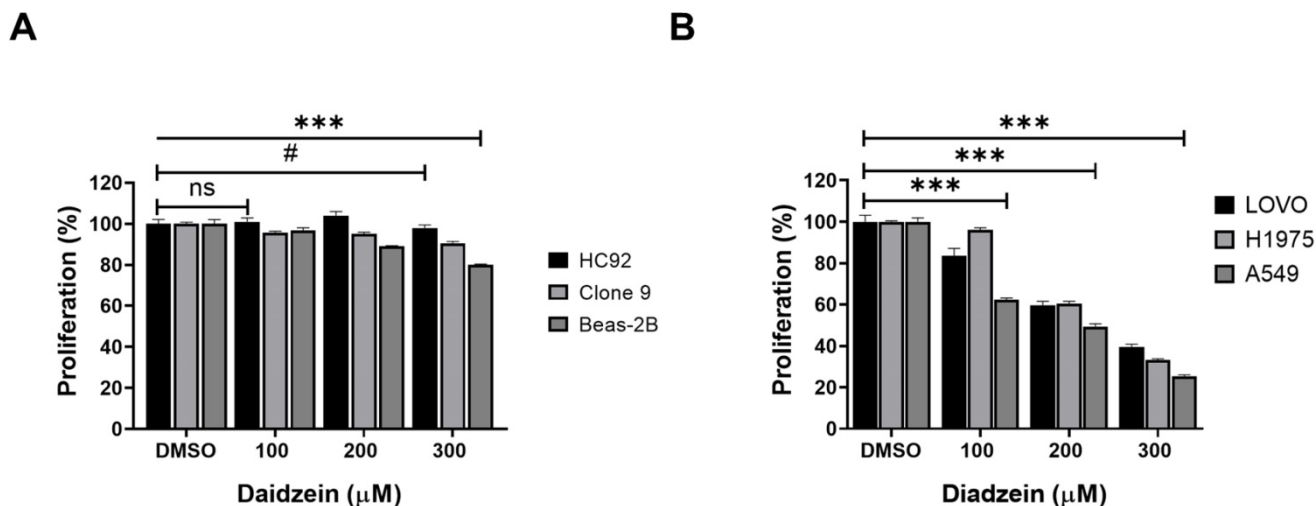 A
***
#
ns
120
100
80
60
40
20
0
Proliferation (%)
DMSO 100 200 300
Daidzein (μM)
HC92
Clone 9
Beas-2B
B
***
***
***
120
100
80
60
40
20
0
Proliferation (%)
DMSO 100 200 300
Diadzein (μM)
LOVO
H1975
A549